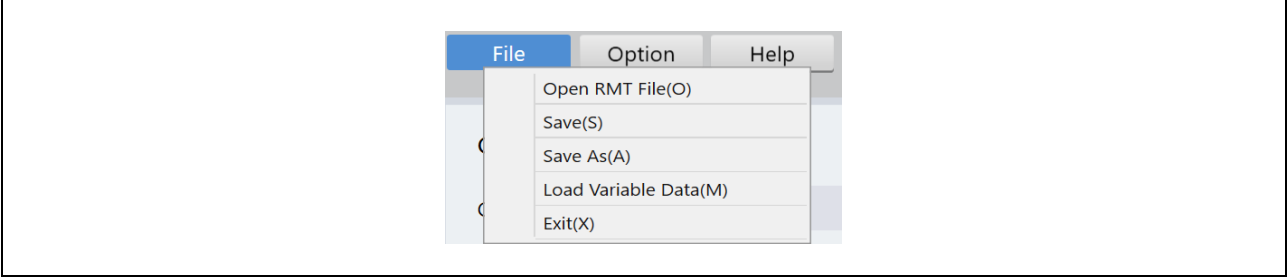 File Option Help
Open RMT File(O)
Save(S)
Save As(A)
Load Variable Data(M)
Exit(X)